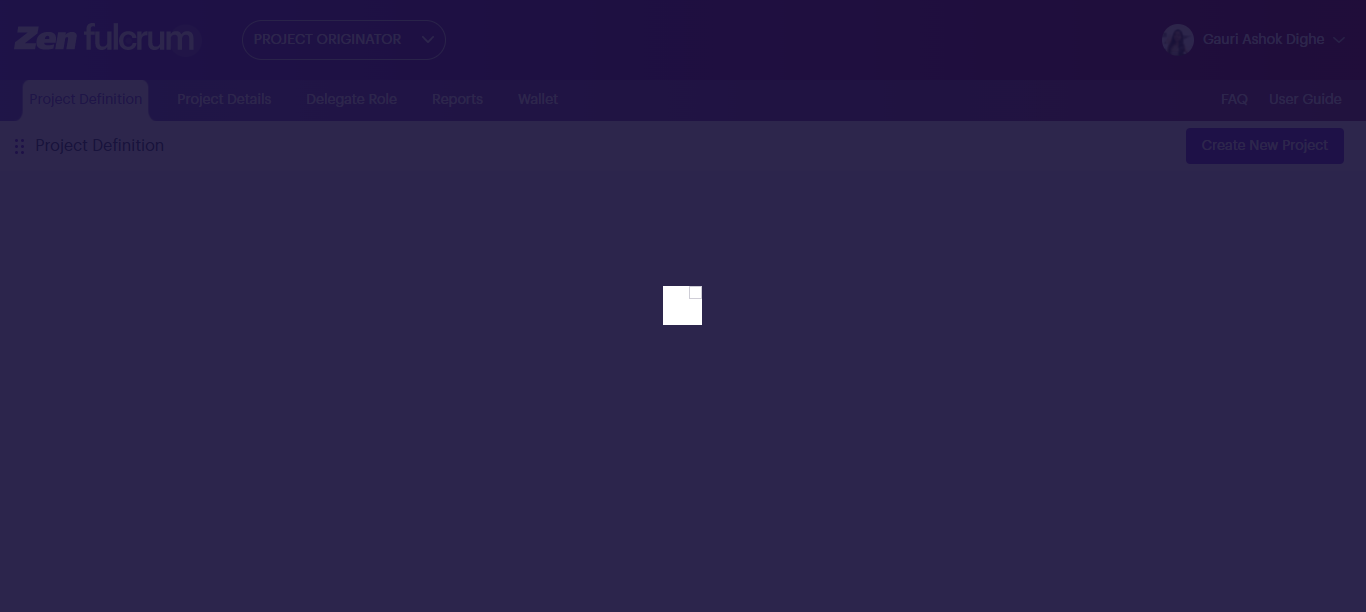 Zen fulcrum
PROJECT ORIGINATOR
Gauri Ashok Dighe
Project Definition
Project Details
Delegate Role
Reports
Wallet
FAQ
User Guide
Project Definition
Create New Project